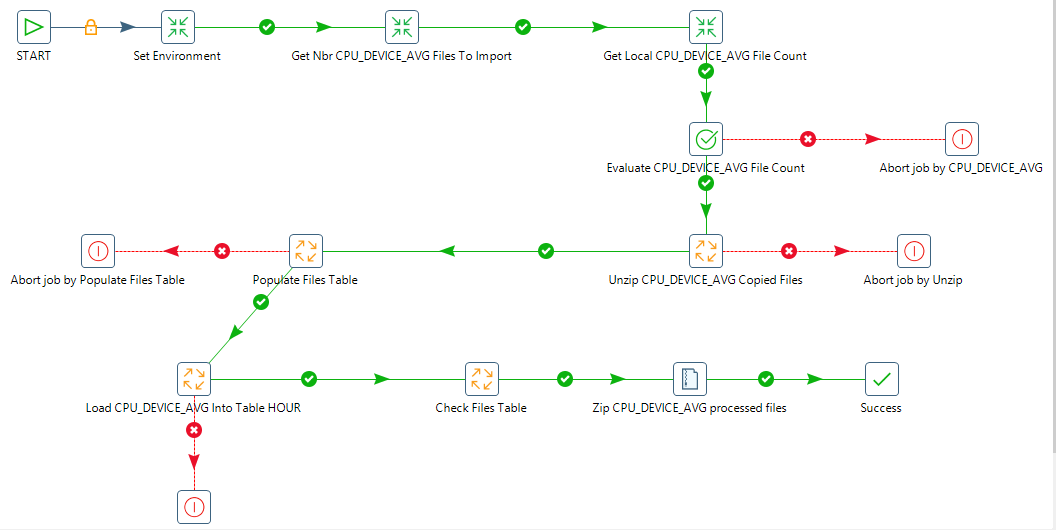 START
Set Environment
Get Nbr CPU_DEVICE_AVG Files To Import
Get Local CPU_DEVICE_AVG File Count
Evaluate CPU_DEVICE_AVG File Count
Abort job by CPU_DEVICE_AVG
Abort job by Populate Files Table
Populate Files Table
Unzip CPU_DEVICE_AVG Copied Files
Abort job by Unzip
Load CPU_DEVICE_AVG Into Table HOUR
Check Files Table
Zip CPU_DEVICE_AVG processed files
Success